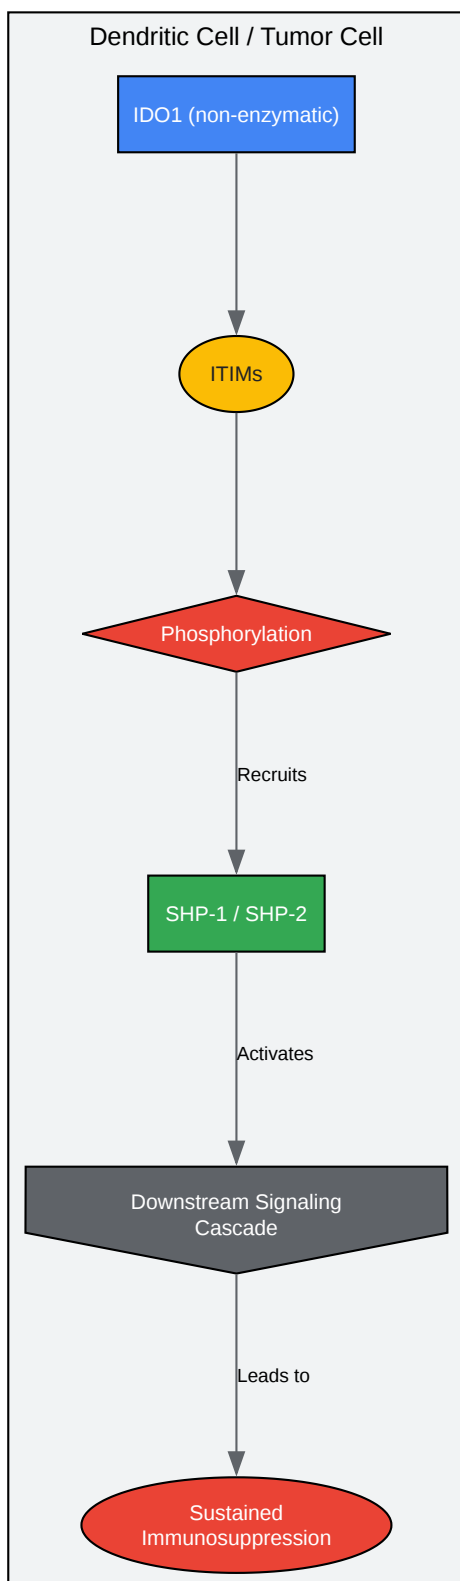 Dendritic Cell / Tumor Cell
IDO1 (non-enzymatic)
ITIMs
Phosphorylation
Recruits
SHP-1 / SHP-2
Activates
Downstream Signaling
Cascade
Leads to
Sustained
Immunosuppression